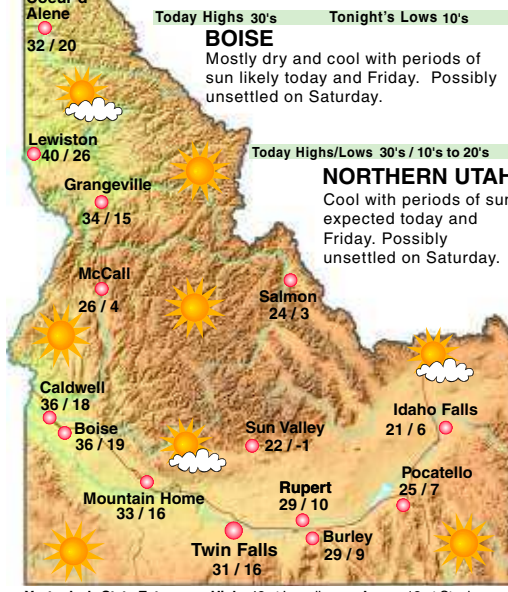 Alene
32 / 20
Today Highs 30's Tonight's Lows 10's
BOISE
Mostly dry and cool with periods of
sun likely today and Friday. Possibly
unsettled on Saturday.
Lewiston
40 / 26
Today Highs/Lows 30's / 10's to 20's
NORTHERN UTAH
Cool with periods of sun
expected today and
Friday. Possibly
unsettled on Saturday.
Grangeville
34 / 15
McCall
26 / 4
Salmon
24 / 3
Caldwell
36 / 18
Boise
36 / 19
Sun Valley
22 / -1
Idaho Falls
21 / 6
Mountain Home
33 / 16
Rupert
29 / 10
Pocatello
25 / 7
Twin Falls
31 / 16
Burley
29 / 9